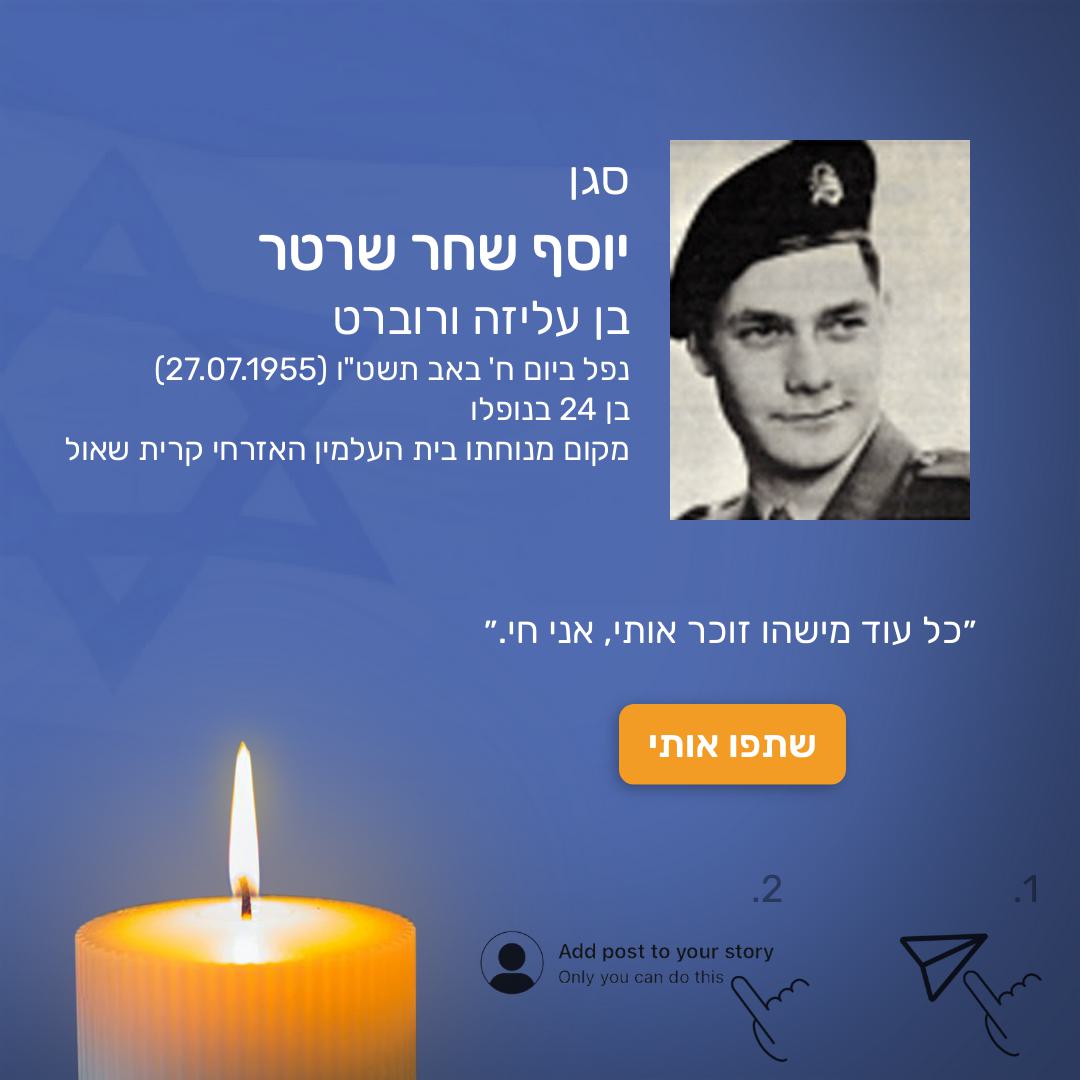 סגן
יוסף שחר שרטר
בן עליזה ורוברט
נפל ביום ח' באב תשט"ו (27.07.1955)
בן 24 בנופלו
מקום מנוחתו בית העלמין האזרחי קרית שאול
״כל עוד מישהו זוכר אותי, אני חי.״
שתפו אותי
1.
2.
Add post to your story
Only you can do this